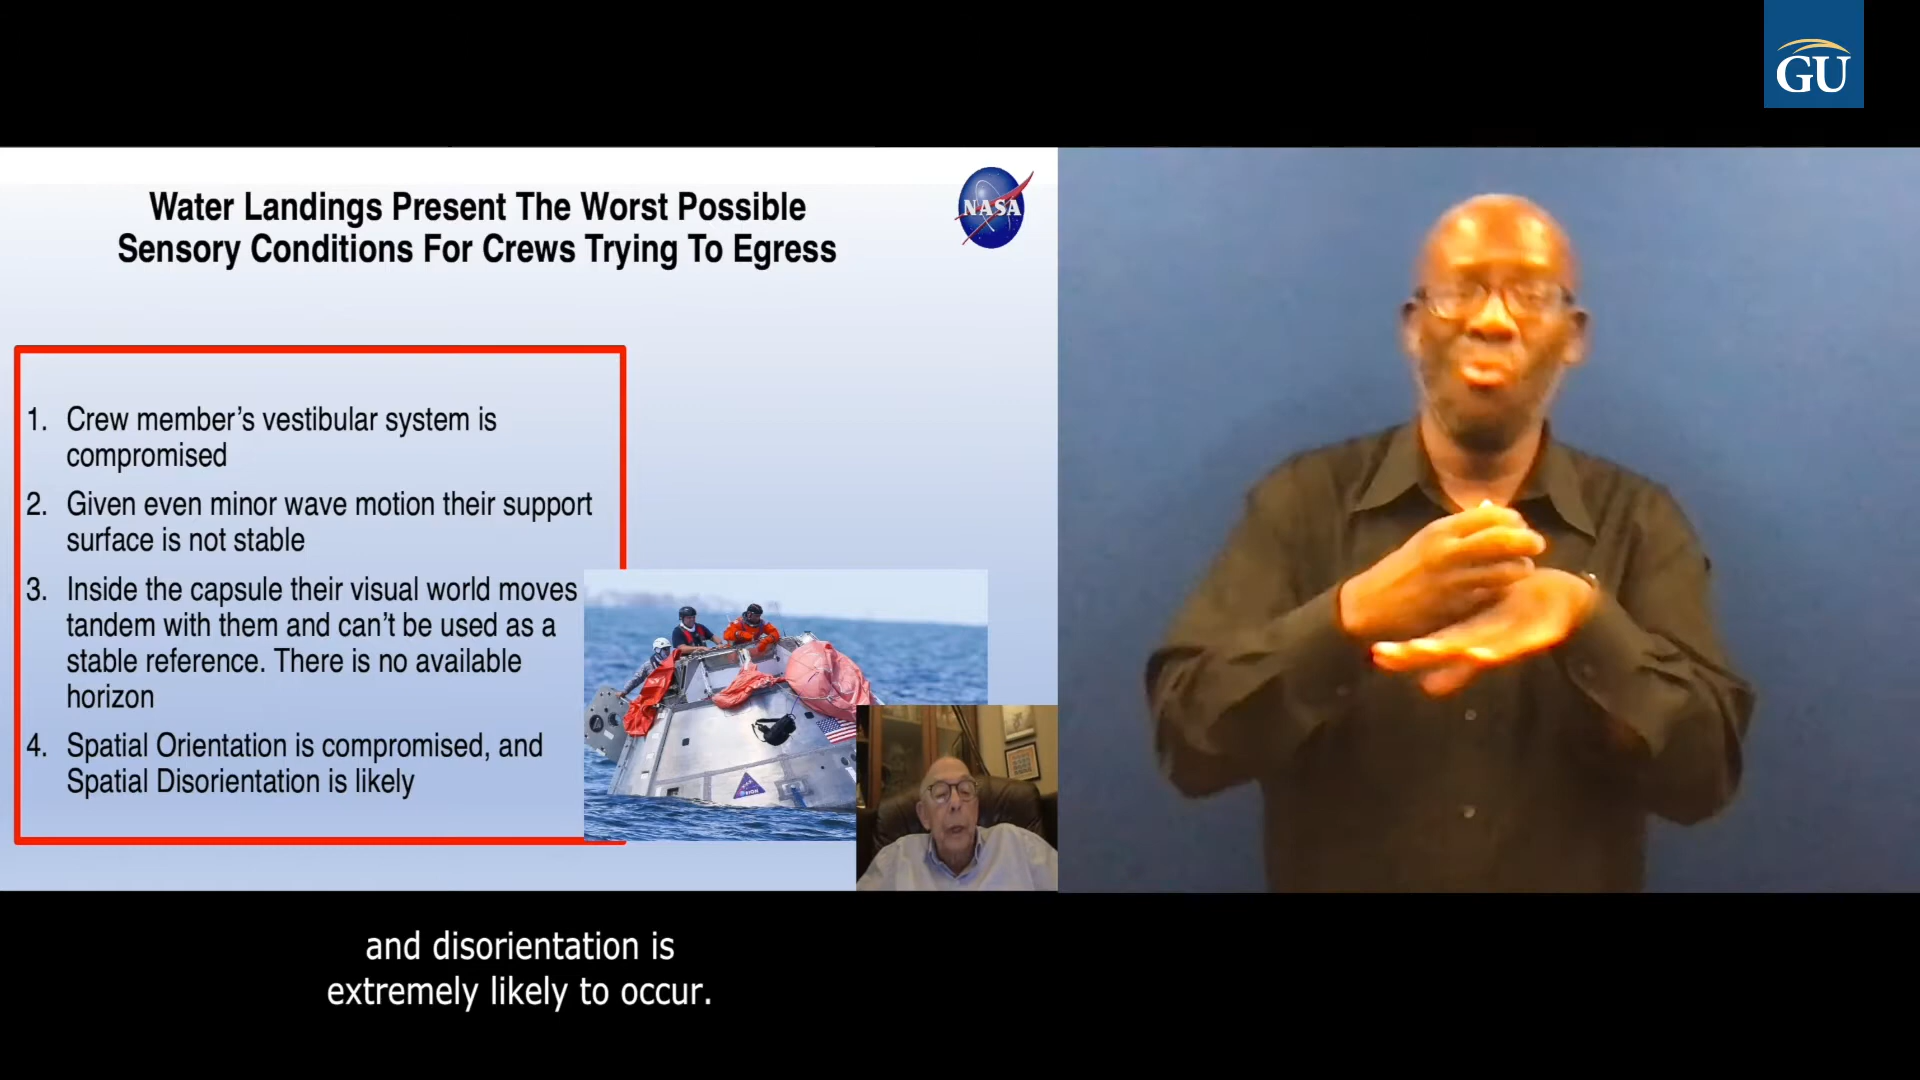 GU
Water Landings Present The Worst Possible
Sensory Conditions For Crews Trying To Egress
NASA
1. Crew member’s vestibular system is
compromised
2. Given even minor wave motion their support
surface is not stable
3. Inside the capsule their visual world moves
tandem with them and can’t be used as a
stable reference. There is no available
horizon
4. Spatial Orientation is compromised, and
Spatial Disorientation is likely
ORION
and disorientation is
extremely likely to occur.